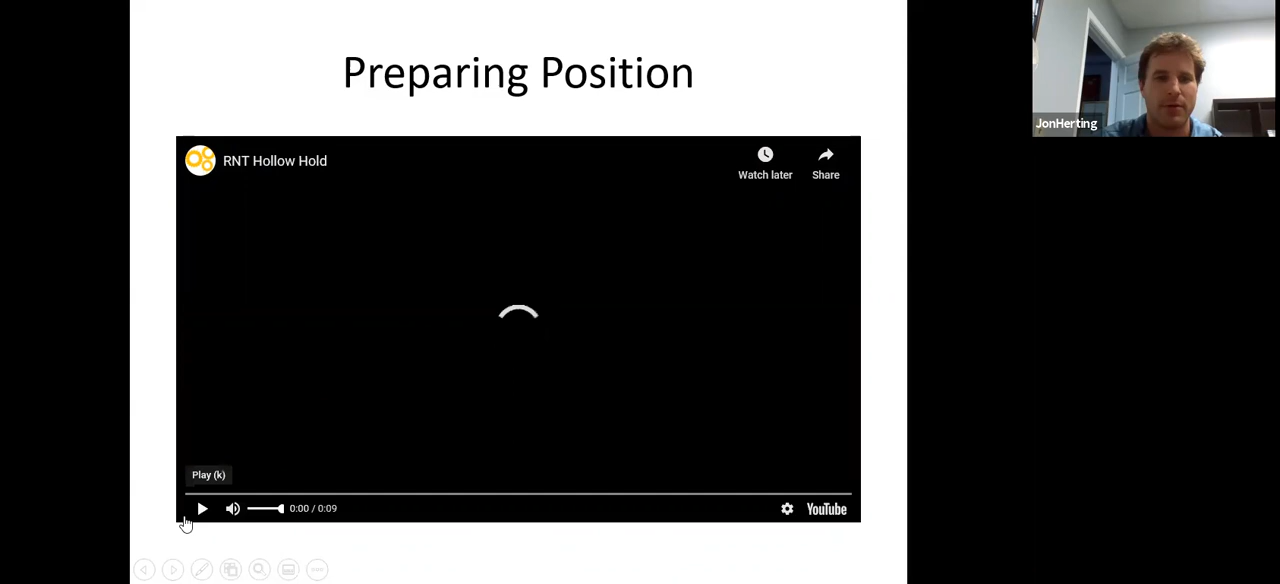 Preparing Position
JonHerting
RNT Hollow Hold
Watch later
Share
Play (k)
0:00 / 0:09
YouTube